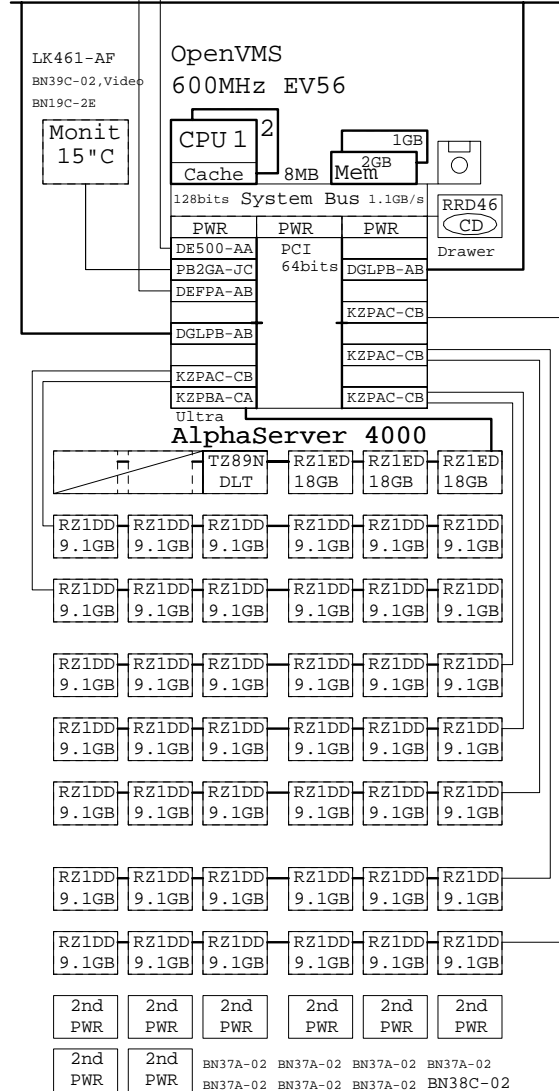 LK461-AF
BN39C-02,Video
BN19C-2E
OpenVMS
600MHz EV56
Monit
15"C
CPU 1 2
Cache 8MB
1GB
2GB
Mem
128bits System Bus 1.1GB/s
RRD46
CD
Drawer
PWR PWR PWR
DE500-AA PCI
PB2GA-JC 64bits DGLPB-AB
DEFPA-AB
KZPAC-CB
DGLPB-AB
KZPAC-CB
KZPAC-CB
KZPBA-CA KZPAC-CB
Ultra
AlphaServer 4000
TZ89N RZ1ED RZ1ED RZ1ED
DLT 18GB 18GB 18GB
RZ1DD RZ1DD RZ1DD RZ1DD RZ1DD RZ1DD
9.1GB 9.1GB 9.1GB 9.1GB 9.1GB 9.1GB
RZ1DD RZ1DD RZ1DD RZ1DD RZ1DD RZ1DD
9.1GB 9.1GB 9.1GB 9.1GB 9.1GB 9.1GB
RZ1DD RZ1DD RZ1DD RZ1DD RZ1DD RZ1DD
9.1GB 9.1GB 9.1GB 9.1GB 9.1GB 9.1GB
RZ1DD RZ1DD RZ1DD RZ1DD RZ1DD RZ1DD
9.1GB 9.1GB 9.1GB 9.1GB 9.1GB 9.1GB
RZ1DD RZ1DD RZ1DD RZ1DD RZ1DD RZ1DD
9.1GB 9.1GB 9.1GB 9.1GB 9.1GB 9.1GB
RZ1DD RZ1DD RZ1DD RZ1DD RZ1DD RZ1DD
9.1GB 9.1GB 9.1GB 9.1GB 9.1GB 9.1GB
RZ1DD RZ1DD RZ1DD RZ1DD RZ1DD RZ1DD
9.1GB 9.1GB 9.1GB 9.1GB 9.1GB 9.1GB
2nd 2nd 2nd 2nd 2nd 2nd
PWR PWR PWR PWR PWR PWR
2nd 2nd
PWR PWR
BN37A-02 BN37A-02 BN37A-02 BN37A-02
BN37A-02 BN37A-02 BN37A-02 BN38C-02